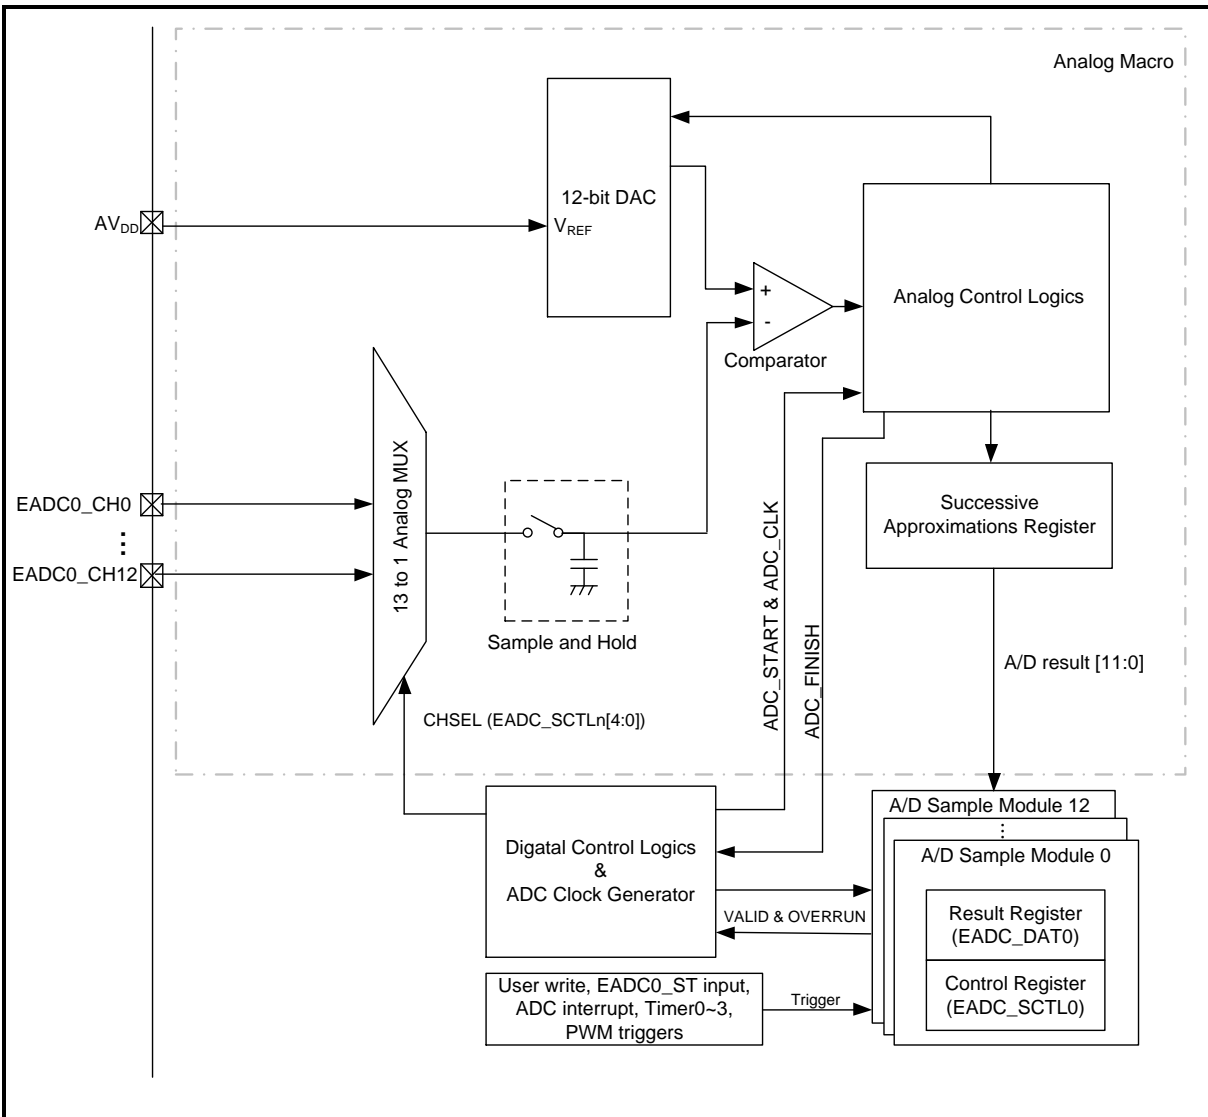 Analog Macro
12-bit DAC
AVDD
VREF
Analog Control Logics
+
-
Comparator
13 to 1 Analog MUX
EADC0_CH0
⋮
EADC0_CH12
Sample and Hold
Successive
Approximations Register
ADC_START & ADC_CLK
ADC_FINISH
A/D result [11:0]
CHSEL (EADC_SCTLn[4:0])
Digatal Control Logics
&
ADC Clock Generator
A/D Sample Module 12
⋮
A/D Sample Module 0
VALID & OVERRUN
Result Register
(EADC_DAT0)
Control Register
(EADC_SCTL0)
User write, EADC0_ST input,
ADC interrupt, Timer0~3,
PWM triggers
Trigger